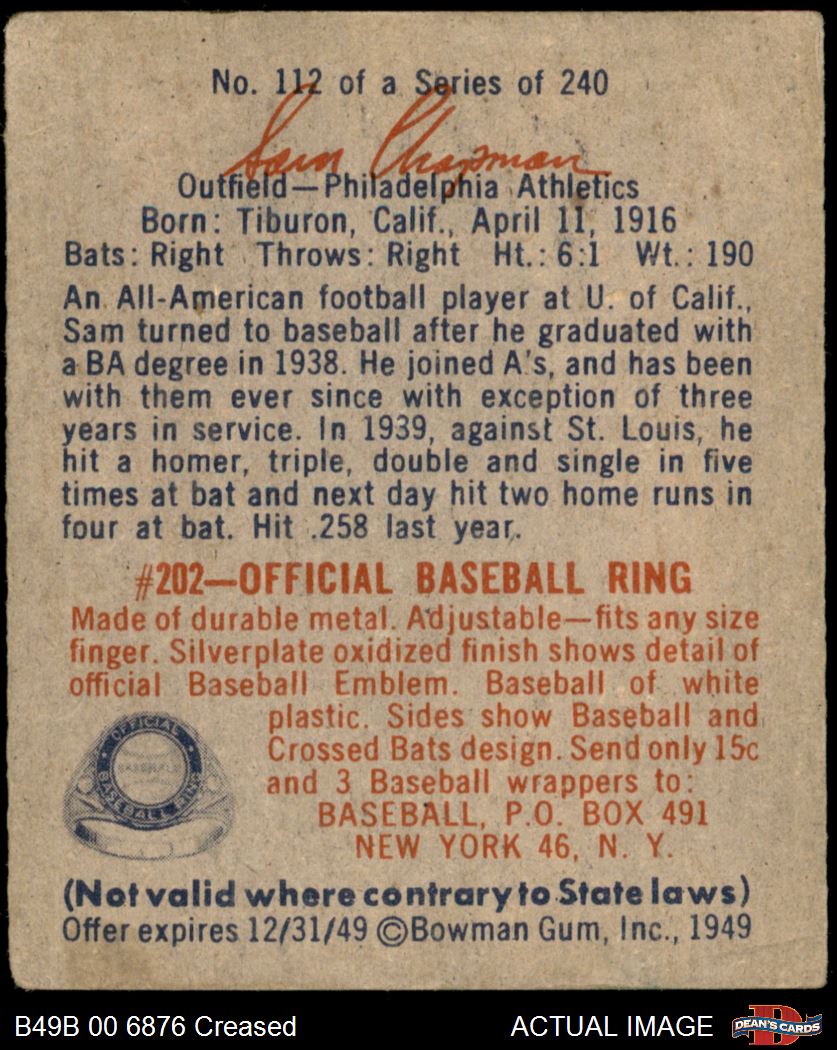 No. 112 of a Series of 240
Sam Chapman
Outfield—Philadelphia Athletics
Born: Tiburon, Calif., April 11, 1916
Bats: Right Throws: Right Ht.: 6:1 Wt.: 190
An All-American football player at U. of Calif.,
Sam turned to baseball after he graduated with
a BA degree in 1938. He joined A's, and has been
with them ever since with exception of three
years in service. In 1939, against St. Louis, he
hit a homer, triple, double and single in five
times at bat and next day hit two home runs in
four at bat. Hit .258 last year.
#202—OFFICIAL BASEBALL RING
Made of durable metal. Adjustable—fits any size
finger. Silverplate oxidized finish shows detail of
official Baseball Emblem. Baseball of white
plastic. Sides show Baseball and
Crossed Bats design. Send only 15c
and 3 Baseball wrappers to:
BASEBALL, P.O. BOX 491
NEW YORK 46, N. Y.
OFFICIAL
BASEBALL
BASEBALL RING
(Not valid where contrary to State laws)
Offer expires 12/31/49 ©Bowman Gum, Inc., 1949
B49B 00 6876 Creased
ACTUAL IMAGE
D
DEAN'S CARDS